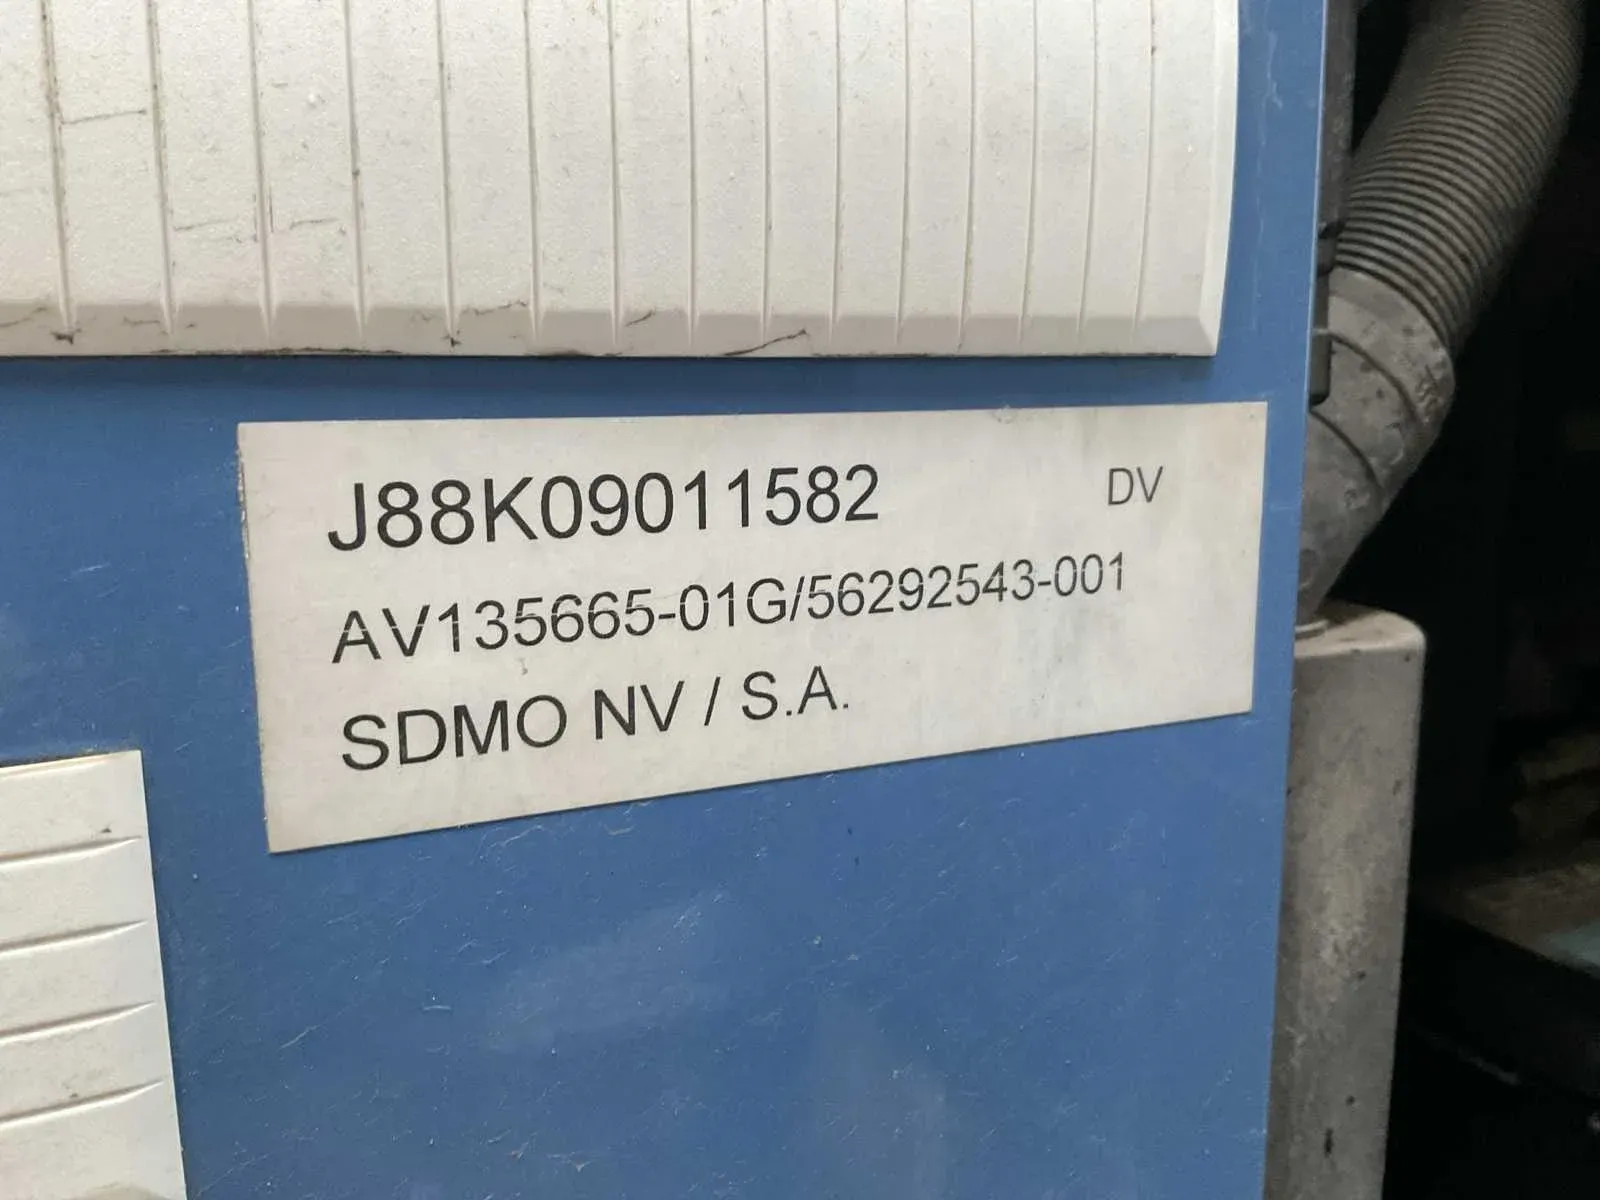 J88K09011582 DV
AV135665-01G/56292543-001
SDMO NV / S.A.